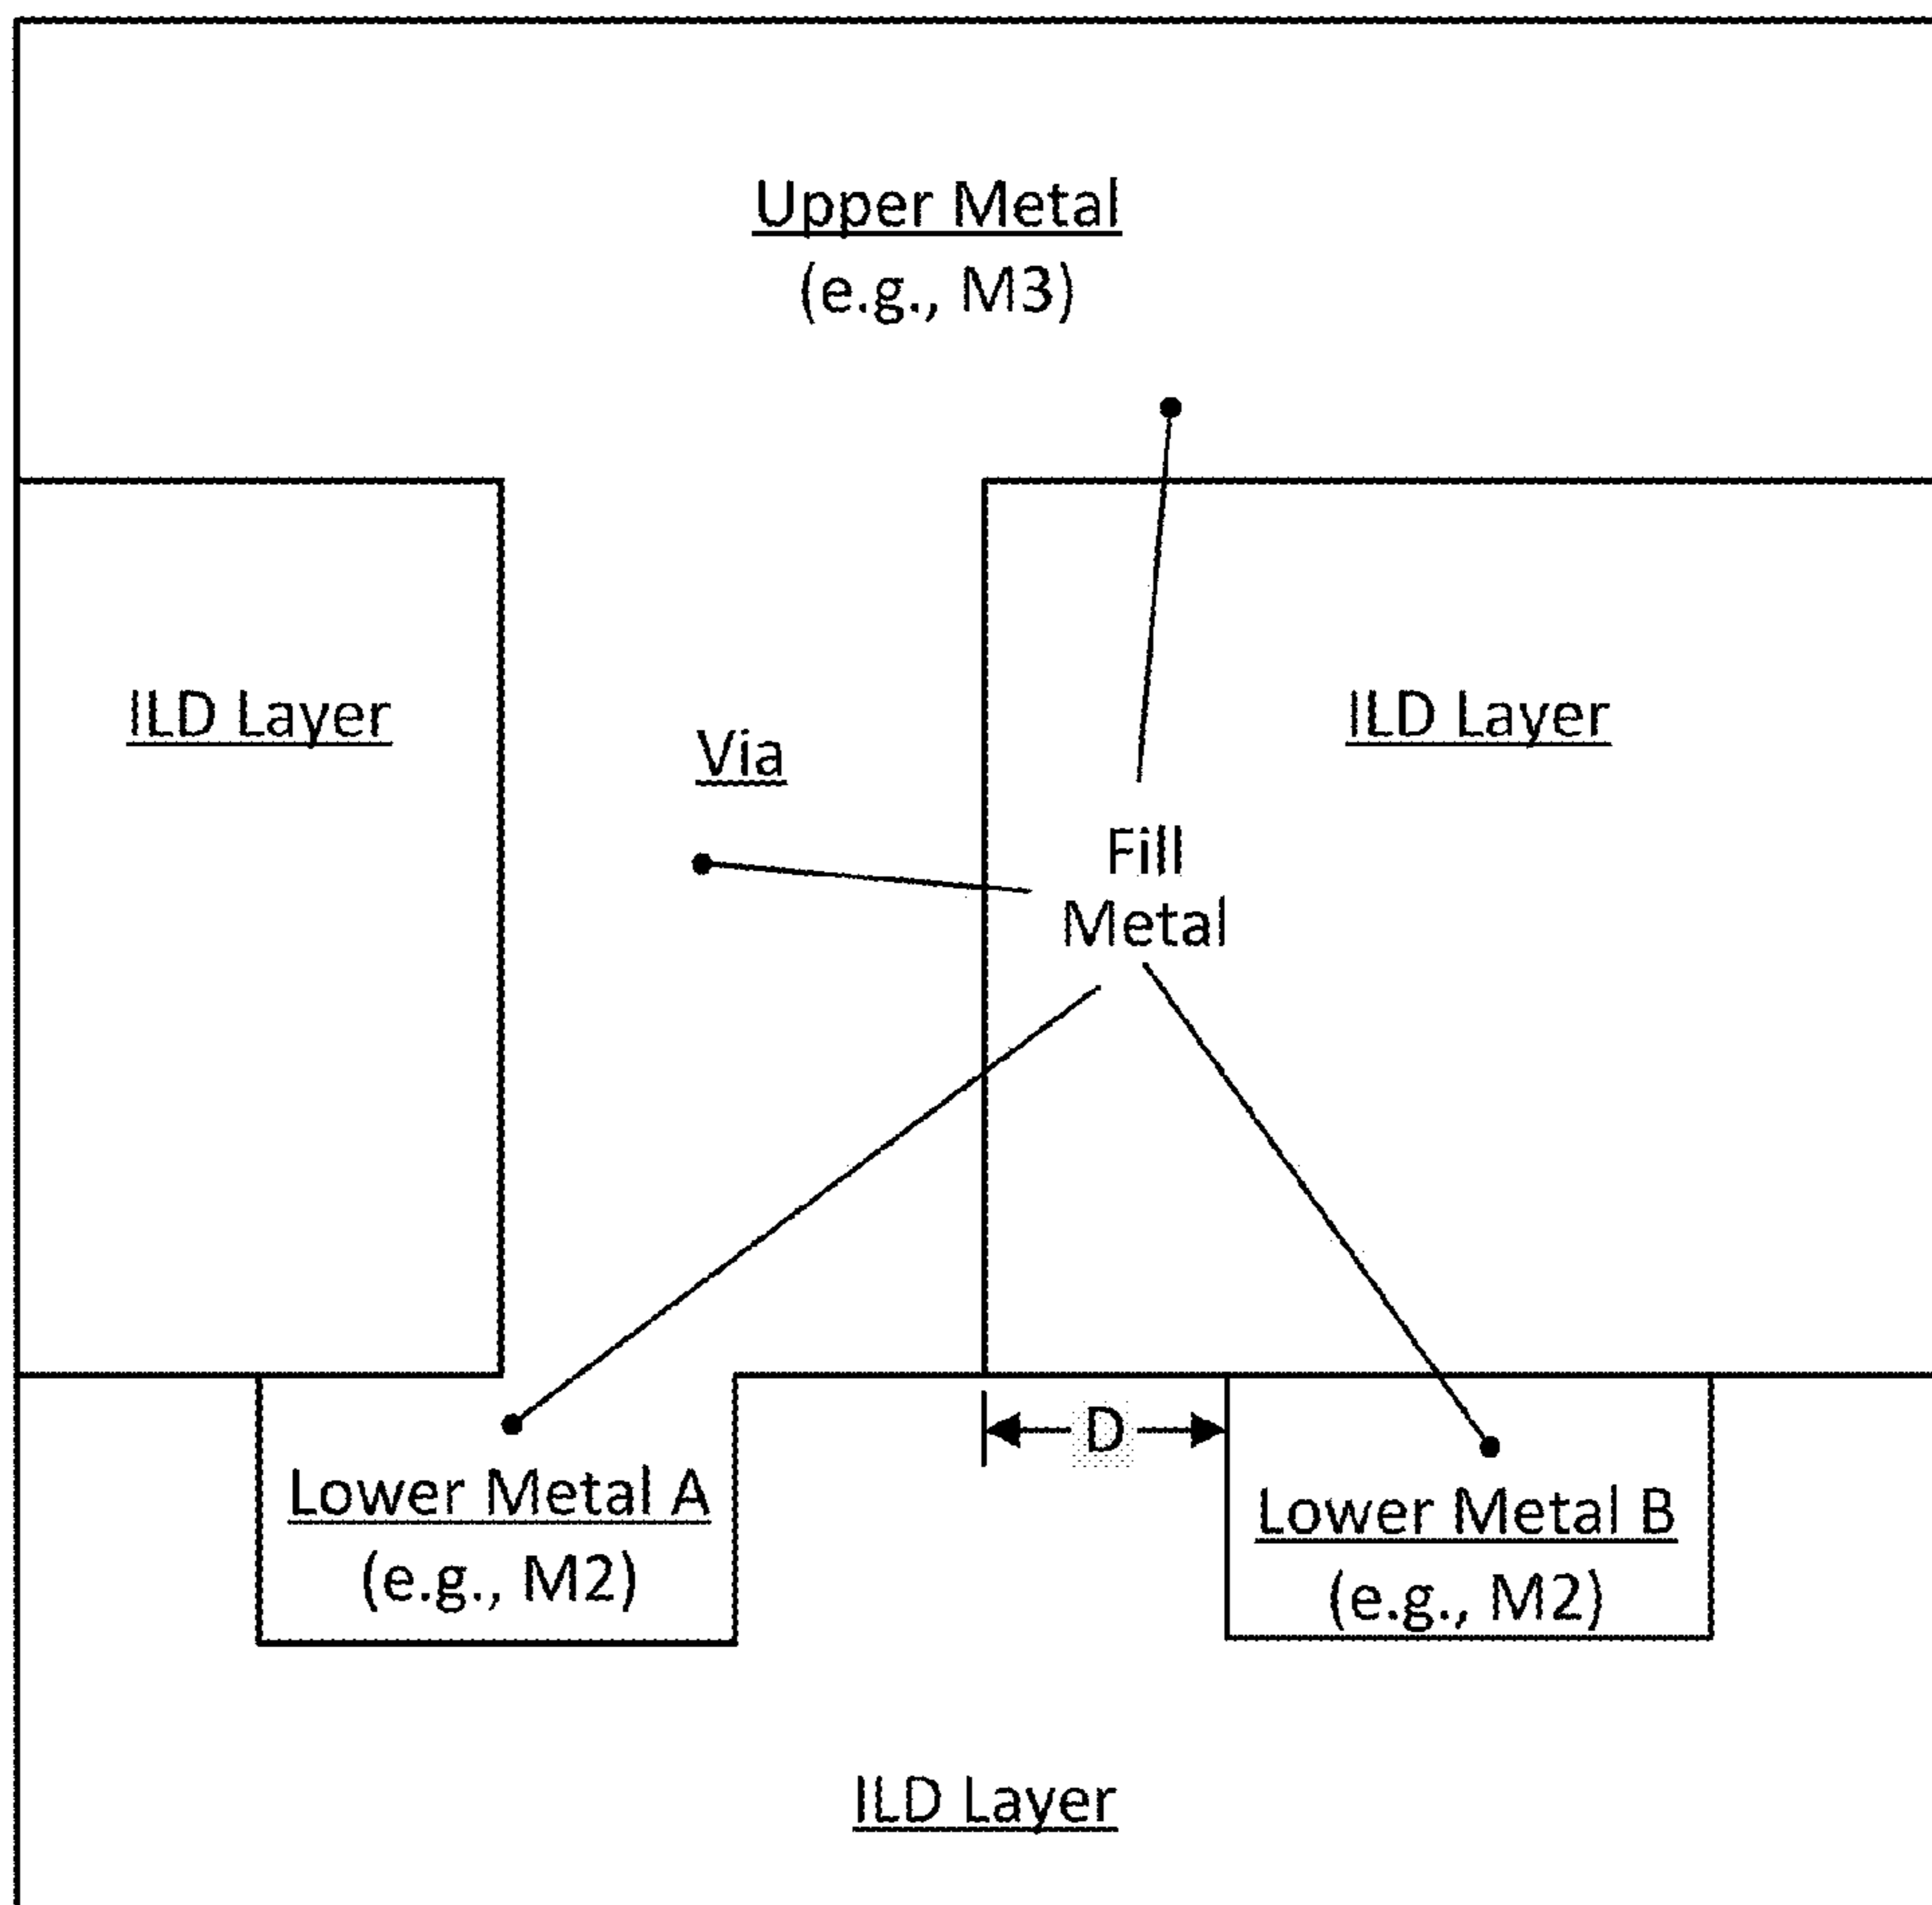 Upper Metal
(e.g., M3)
ILD Layer
Via
ILD Layer
Fill
Metal
D
Lower Metal A
(e.g., M2)
Lower Metal B
(e.g., M2)
ILD Layer